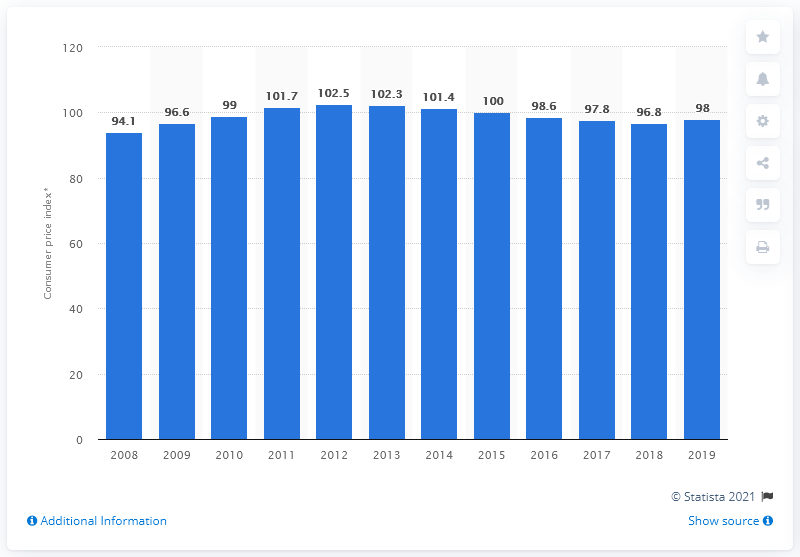 Consumer price index*
120
100
80
60
40
20
0
94.1 96.6 99 101.7 102.5 102.3 101.4 100 98.6 97.8 96.8 98
2008 2009 2010 2011 2012 2013 2014 2015 2016 2017 2018 2019
© Statista 2021
Additional Information Show source